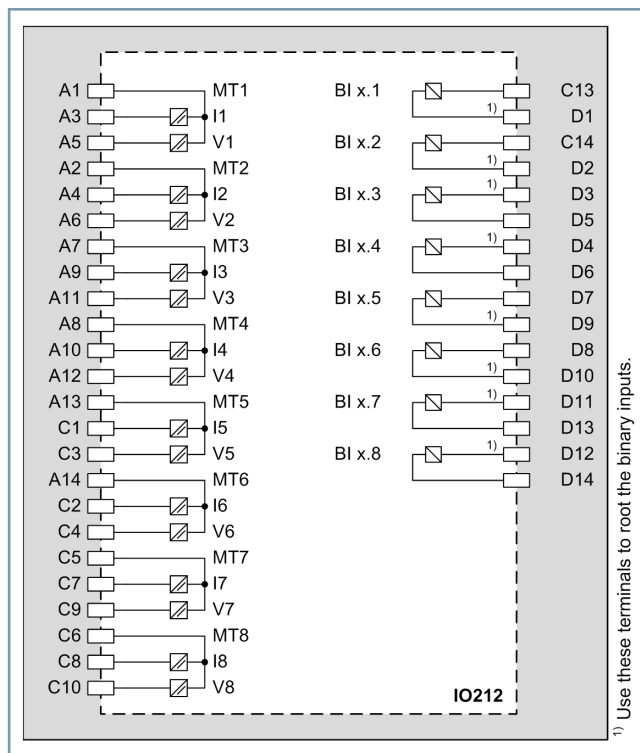 A1 MT1 BI x.1 C13
A3 I1 1) D1
A5 V1 BI x.2 C14
A2 MT2 1) D2
A4 I2 BI x.3 1) D3
A6 V2 D5
A7 MT3 BI x.4 1) D4
A9 I3 D6
A11 V3 BI x.5 D7
A8 MT4 1) D9
A10 I4 BI x.6 D8
A12 V4 1) D10
A13 MT5 BI x.7 1) D11
C1 I5 D13
C3 V5 BI x.8 1) D12
A14 MT6 D14
C2 I6
C4 V6
C5 MT7
C7 I7
C9 V7
C6 MT8
C8 I8
C10 V8
IO212
1) Use these terminals to root the binary inputs.